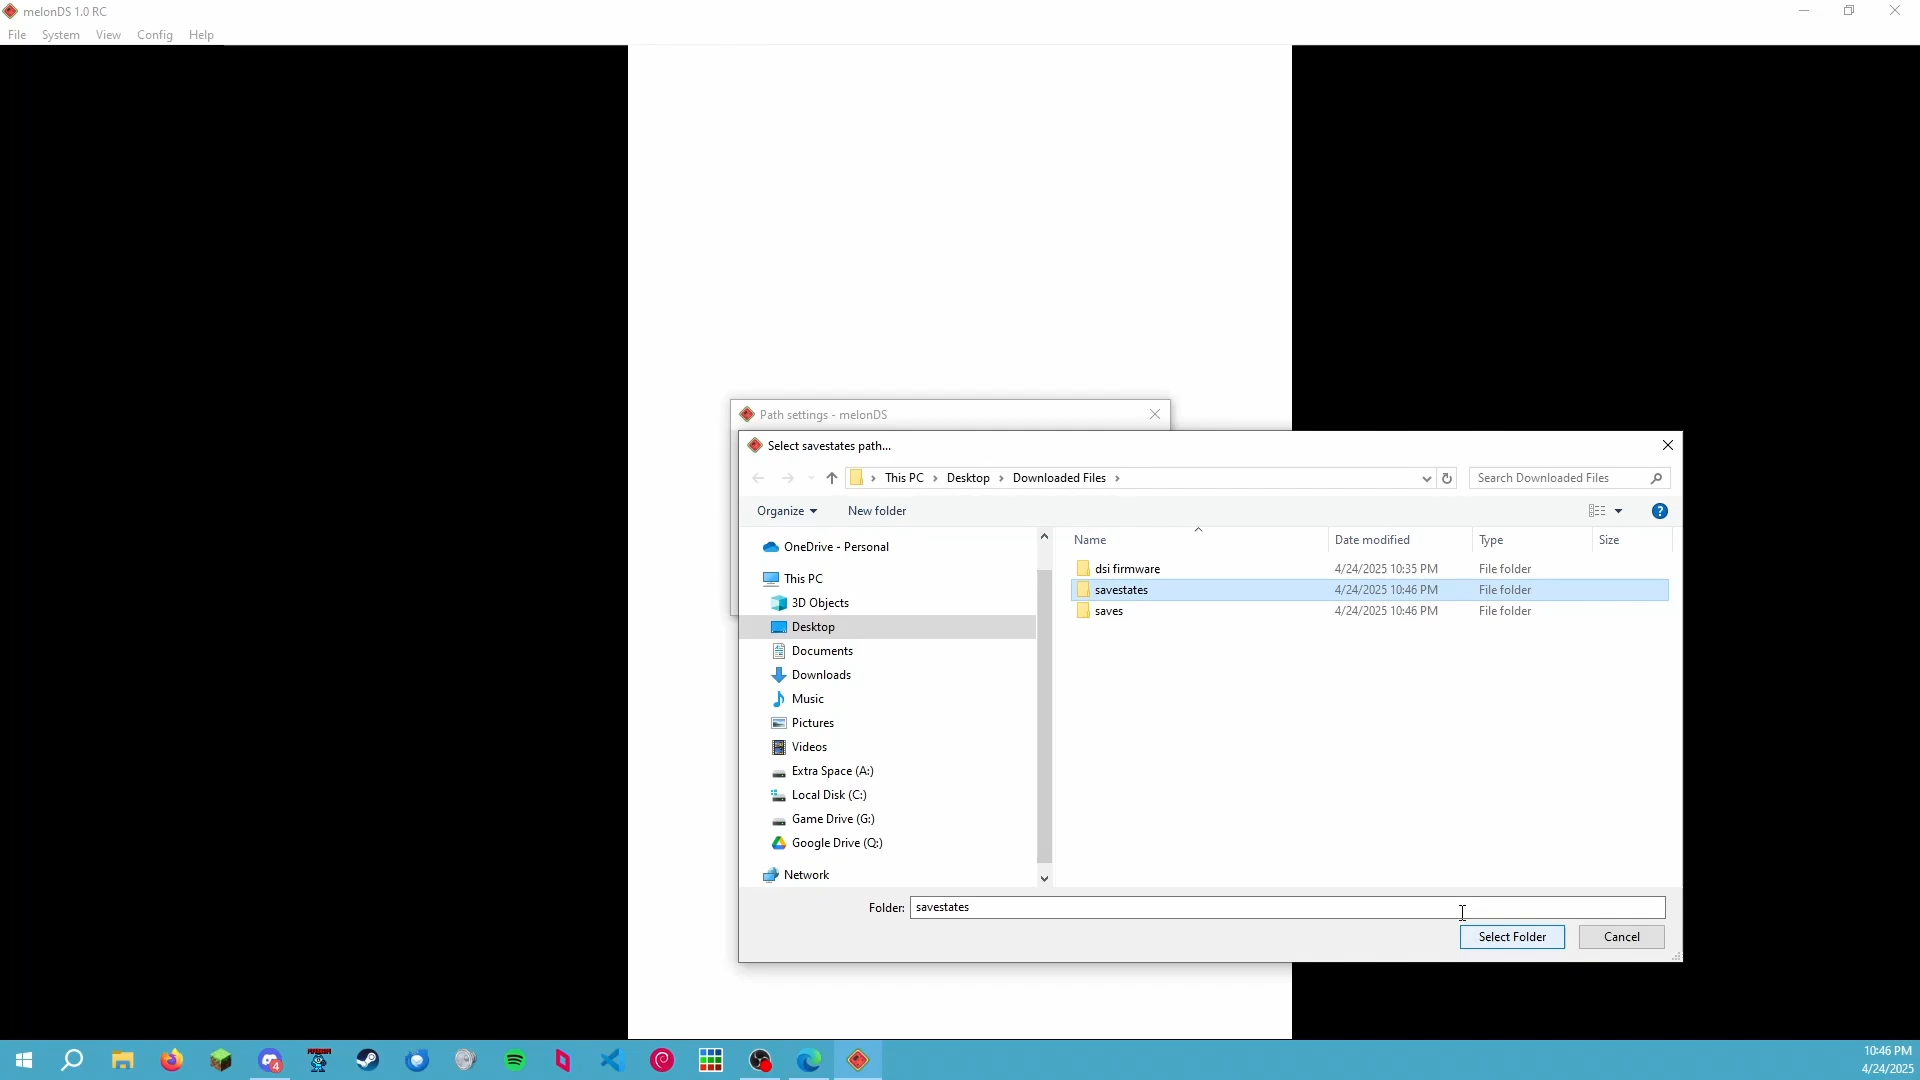 melonDS 1.0 RC
File System View Config Help
Path settings - melonDS
Select savestates path...
This PC Desktop Downloaded Files
Search Downloaded Files
Organize New folder
?
OneDrive - Personal
This PC
3D Objects
Desktop
Documents
Downloads
Music
Pictures
Videos
Extra Space (A:)
Local Disk (C:)
Game Drive (G:)
Google Drive (Q:)
Network
Name Date modified Type Size
dsi firmware 4/24/2025 10:35 PM File folder
savestates 4/24/2025 10:46 PM File folder
saves 4/24/2025 10:46 PM File folder
Folder: savestates
Select Folder Cancel
4
10:46 PM
4/24/2025